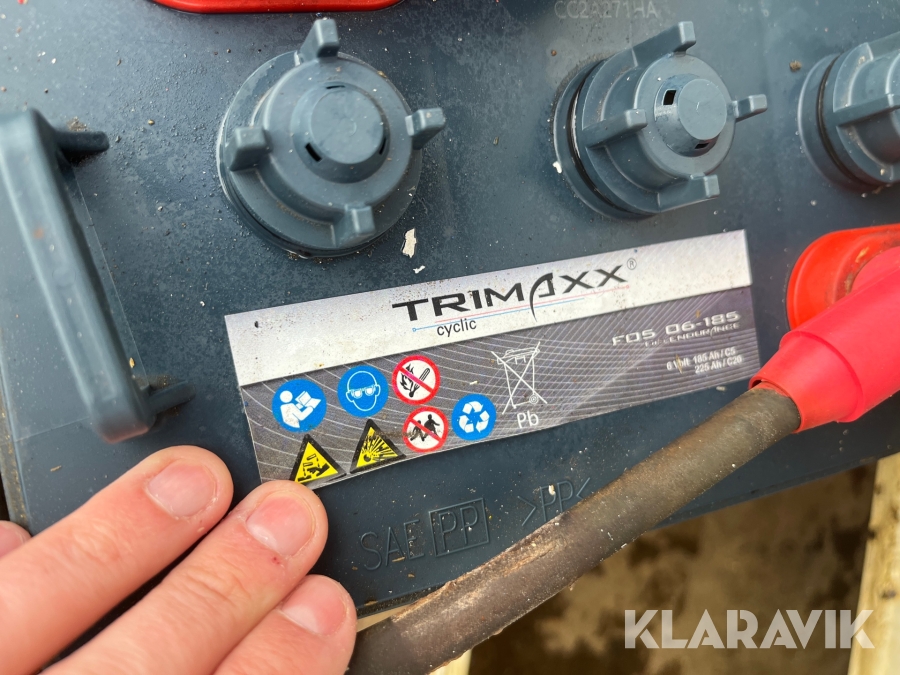 TRIMAXX®
cyclic
FOS 06-185
6 Volt 185 Ah / C5
225 Ah / C20
Pb
SAE PP >PP<
KLARAVIK